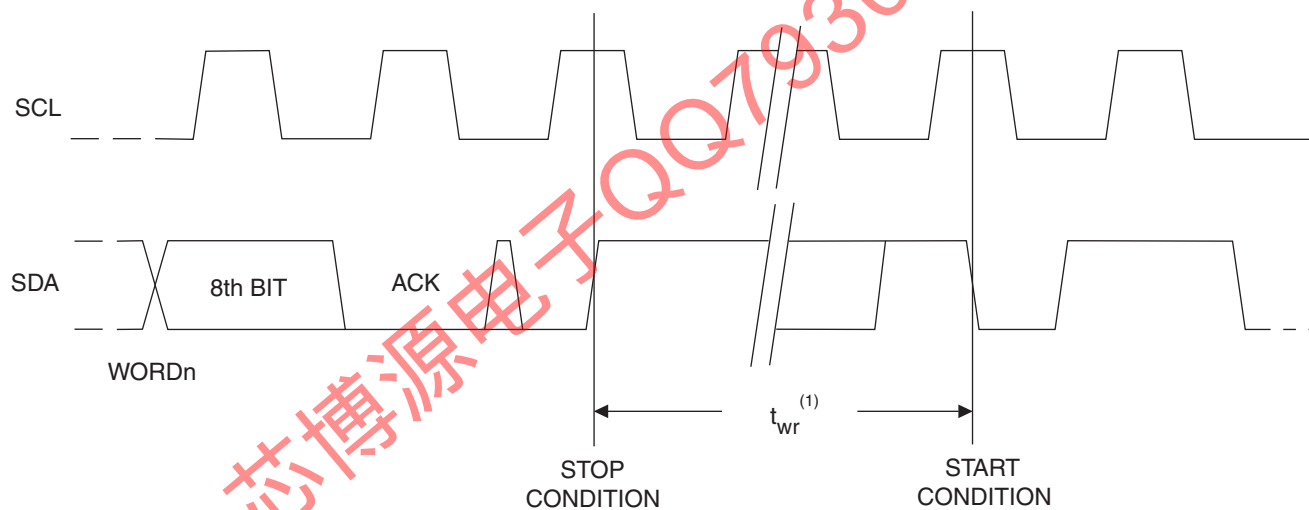 SCL
SDA
8th BIT
ACK
WORDn
twr(1)
STOP
CONDITION
START
CONDITION
芯博源电子QQ7930